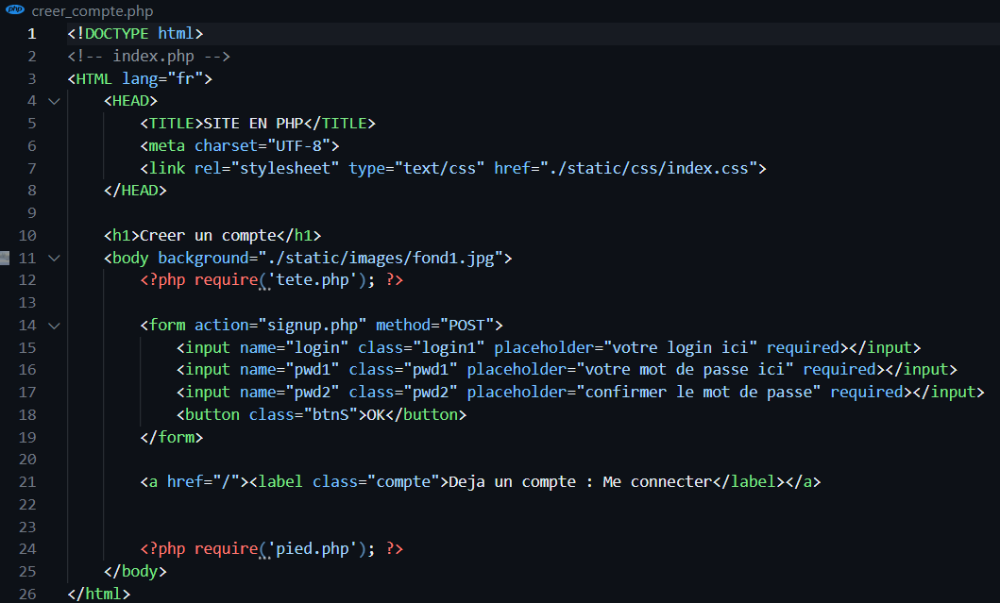 php creer_compte.php
1 <!DOCTYPE html>
2 <!-- index.php -->
3 <HTML lang="fr">
4 <HEAD>
5 <TITLE>SITE EN PHP</TITLE>
6 <meta charset="UTF-8">
7 <link rel="stylesheet" type="text/css" href="./static/css/index.css">
8 </HEAD>
9
10 <h1>Creer un compte</h1>
11 <body background="./static/images/fond1.jpg">
12 <?php require('tete.php'); ?>
13
14 <form action="signup.php" method="POST">
15 <input name="login" class="login1" placeholder="votre login ici" required></input>
16 <input name="pwd1" class="pwd1" placeholder="votre mot de passe ici" required></input>
17 <input name="pwd2" class="pwd2" placeholder="confirmer le mot de passe" required></input>
18 <button class="btnS">OK</button>
19 </form>
20
21 <a href="/"><label class="compte">Deja un compte : Me connecter</label></a>
22
23
24 <?php require('pied.php'); ?>
25 </body>
26 </html>